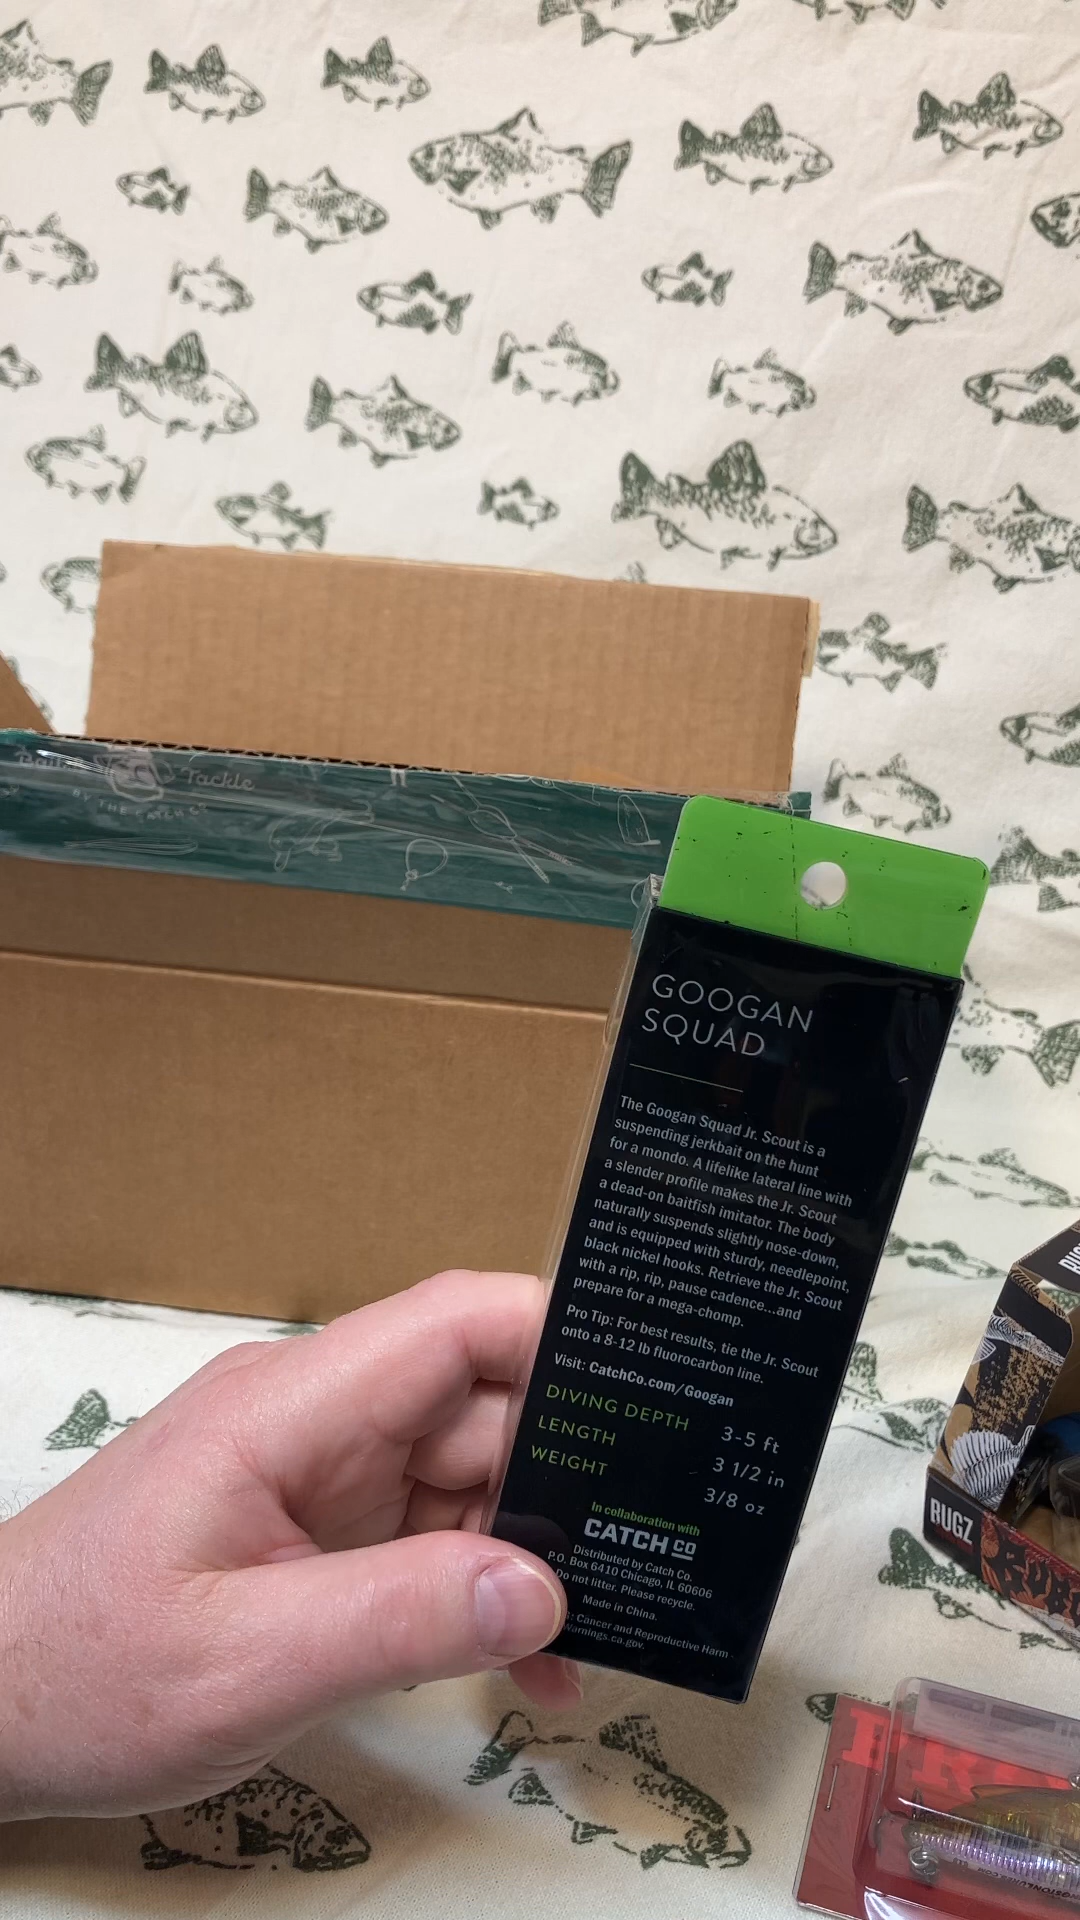 Tackle
BY THE CATCH CO
GOOGAN
SQUAD
The Googan Squad Jr. Scout is a
suspending jerkbait on the hunt
for a mondo. A lifelike lateral line with
a slender profile makes the Jr. Scout
a dead-on baitfish imitator. The body
naturally suspends slightly nose-down,
and is equipped with sturdy, needlepoint,
black nickel hooks. Retrieve the Jr. Scout
with a rip, rip, pause cadence...and
prepare for a mega-chomp.
Pro Tip: For best results, tie the Jr. Scout
onto a 8-12 lb fluorocarbon line.
Visit: CatchCo.com/Googan
DIVING DEPTH 3-5 ft
LENGTH 3 1/2 in
WEIGHT 3/8 oz
In collaboration with
CATCH CO
Distributed by Catch Co.
P.O. Box 6410 Chicago, IL 60606
Do not litter. Please recycle.
Made in China.
Cancer and Reproductive Harm -
Warnings.ca.gov.
RUGZ